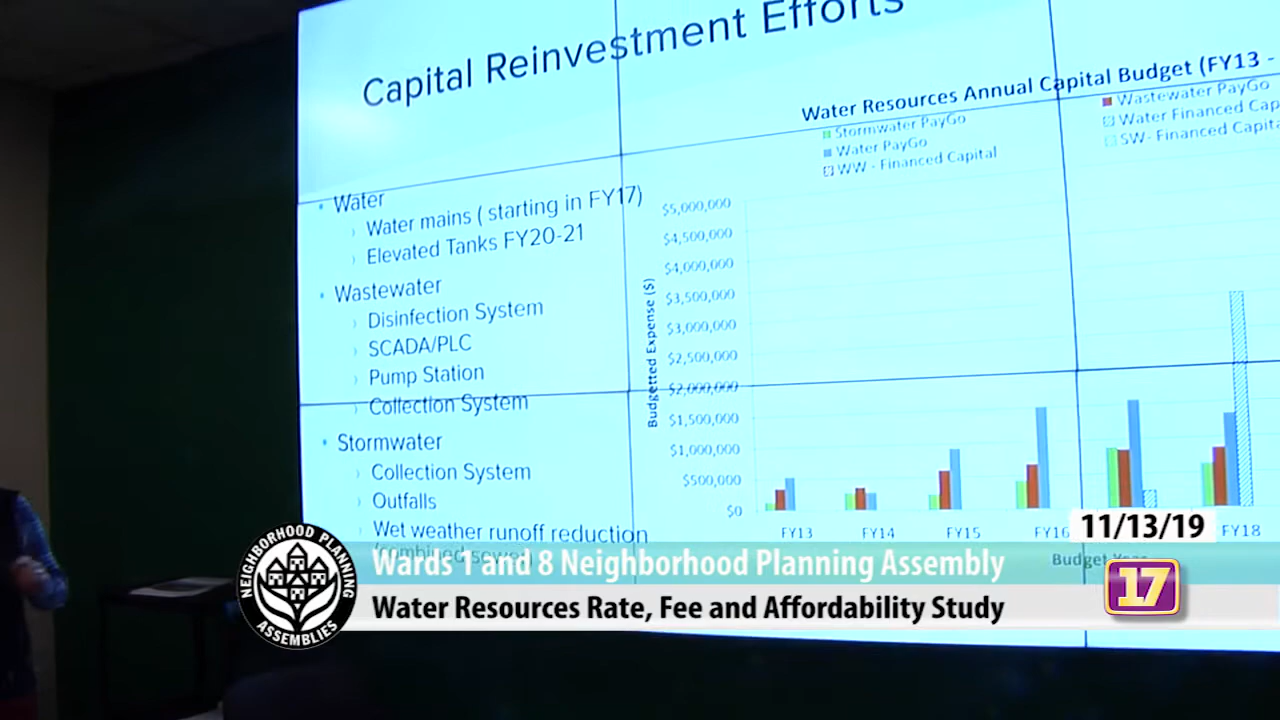 Capital Reinvestment Efforts
Water Resources Annual Capital Budget (FY13 -
Stormwater PayGo
Wastewater PayGo
Water PayGo
Water Financed Cap
WW - Financed Capital
SW- Financed Capita
• Water
› Water mains ( starting in FY17)
› Elevated Tanks FY20-21
• Wastewater
› Disinfection System
› SCADA/PLC
› Pump Station
› Collection System
• Stormwater
› Collection System
› Outfalls
› Wet weather runoff reduction
(combined sewer)
Budgetted Expense ($)
$5,000,000
$4,500,000
$4,000,000
$3,500,000
$3,000,000
$2,500,000
$2,000,000
$1,500,000
$1,000,000
$500,000
$0
FY13
FY14
FY15
FY16
FY18
Budget Year
11/13/19
17
NEIGHBORHOOD PLANNING
ASSEMBLIES
Wards 1 and 8 Neighborhood Planning Assembly
Water Resources Rate, Fee and Affordability Study